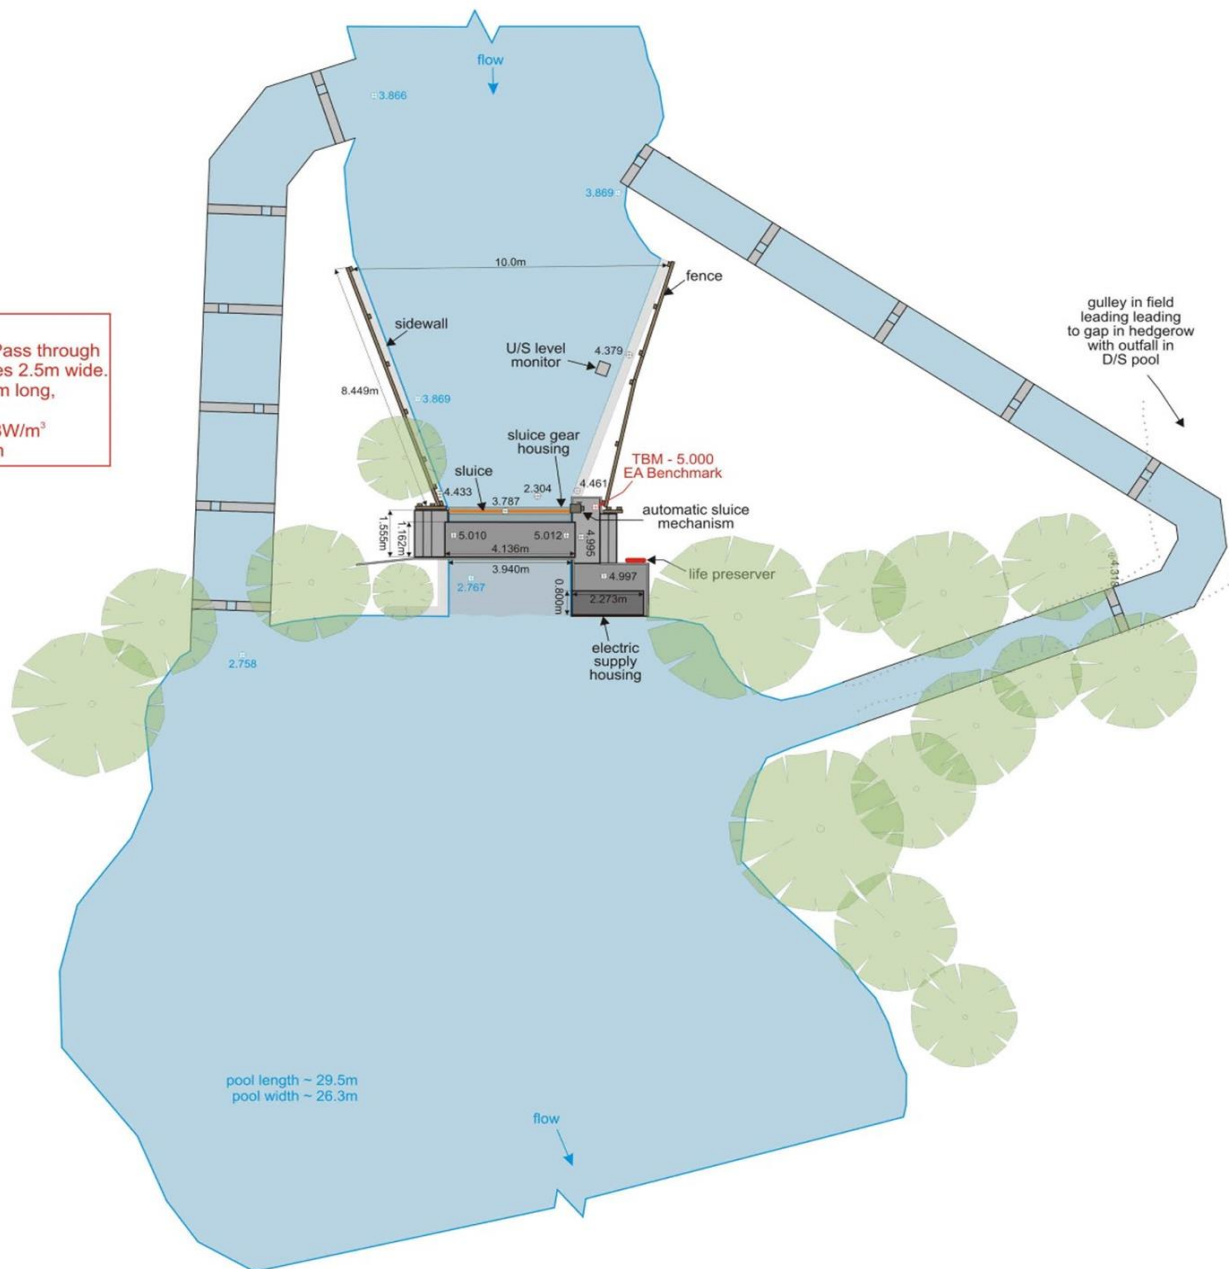 flow
3.866
3.869
10.0m
fence
gulley in field
leading leading
to gap in hedgerow
with outfall in
D/S pool
sidewall
U/S level
monitor
4.379
Pass through
es 2.5m wide.
m long,
W/m³
8.449m
3.869
sluice gear
housing
sluice
TBM - 5.000
EA Benchmark
4.433
2.304
4.461
3.787
automatic sluice
mechanism
1.555m
1.162m
5.010
5.012
4.995
4.136m
3.940m
life preserver
2.767
4.997
0.800m
2.273m
4.318
electric
supply
housing
2.758
pool length ~ 29.5m
pool width ~ 26.3m
flow